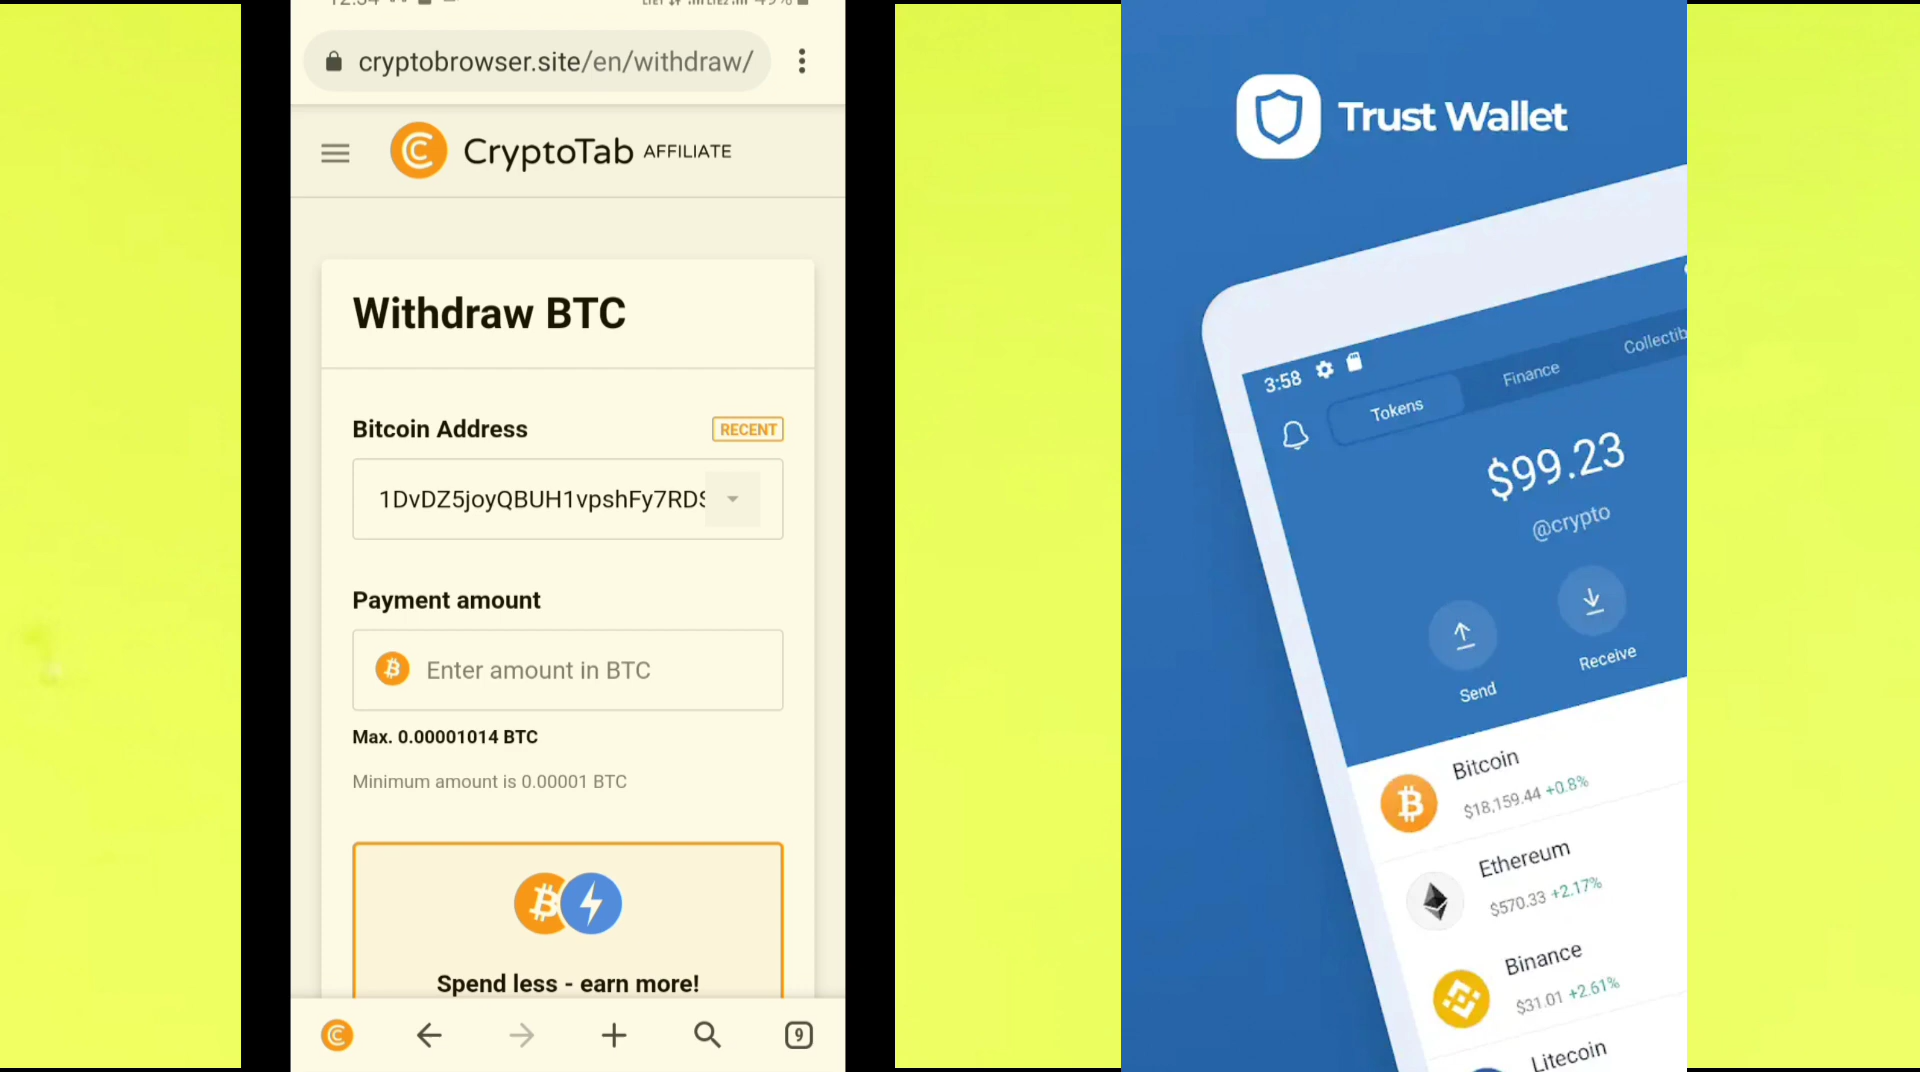 cryptobrowser.site/en/withdraw/
CryptoTab AFFILIATE
Withdraw BTC
Bitcoin Address
RECENT
1DvDZ5joyQBUH1vpshFy7RDS
Payment amount
Enter amount in BTC
Max. 0.00001014 BTC
Minimum amount is 0.00001 BTC
Spend less - earn more!
9
Trust Wallet
3:58
Tokens
Finance
Collectib
$99.23
@crypto
Send
Receive
Bitcoin
$18,159.44 +0.8%
Ethereum
$570.33 +2.17%
Binance
$31.01 +2.61%
Litecoin